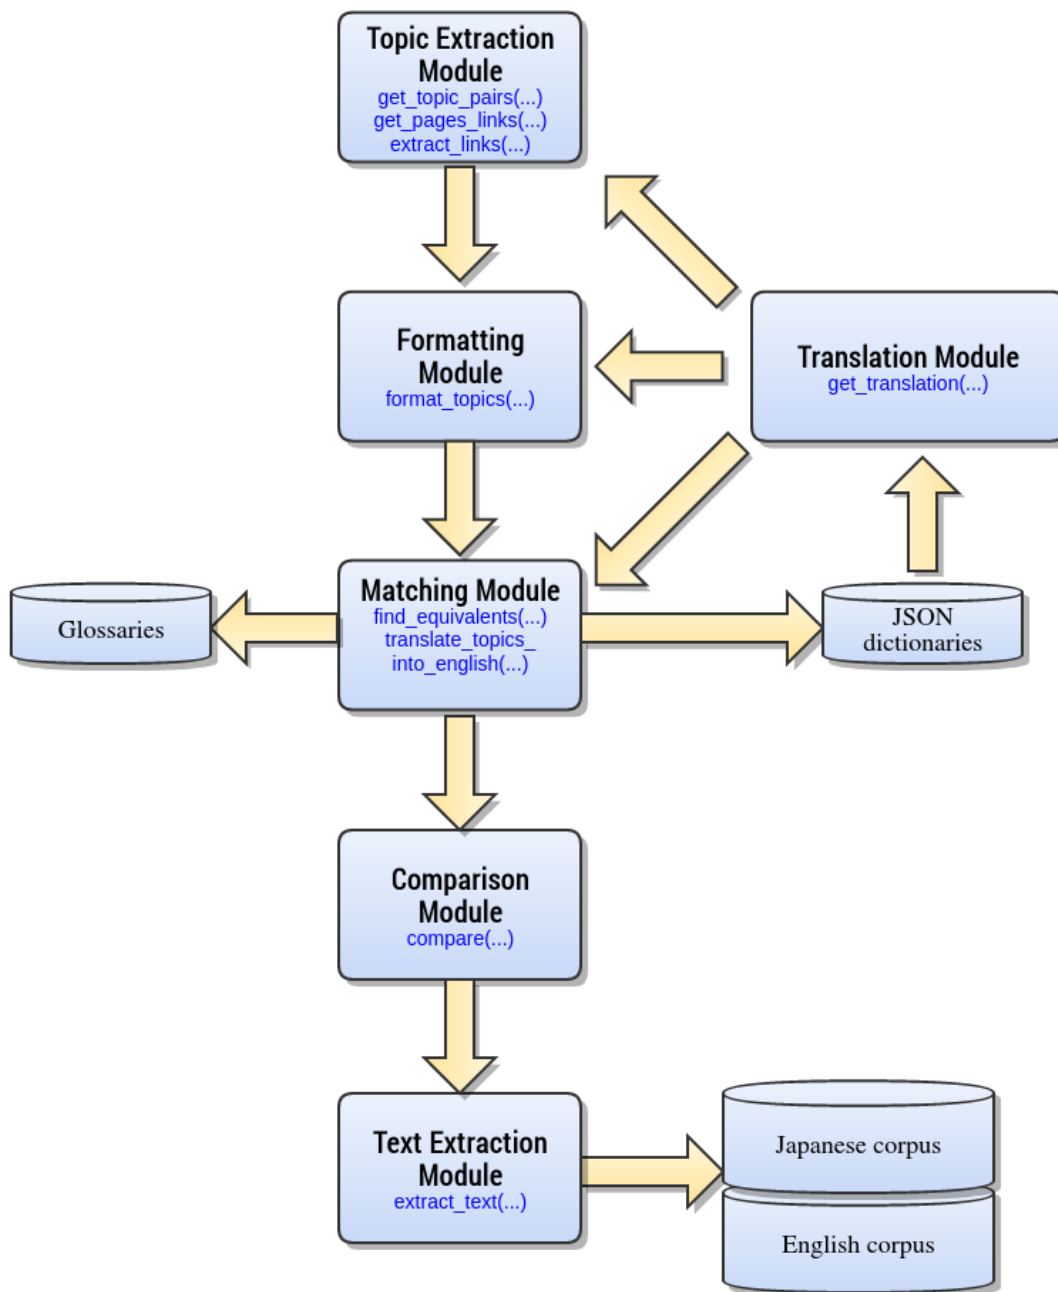 Topic Extraction
Module
get_topic_pairs(...)
get_pages_links(...)
extract_links(...)
Formatting
Module
format_topics(...)
Translation Module
get_translation(...)
Matching Module
find_equivalents(...)
translate_topics_
into_english(...)
Glossaries
JSON
dictionaries
Comparison
Module
compare(...)
Text Extraction
Module
extract_text(...)
Japanese corpus
English corpus